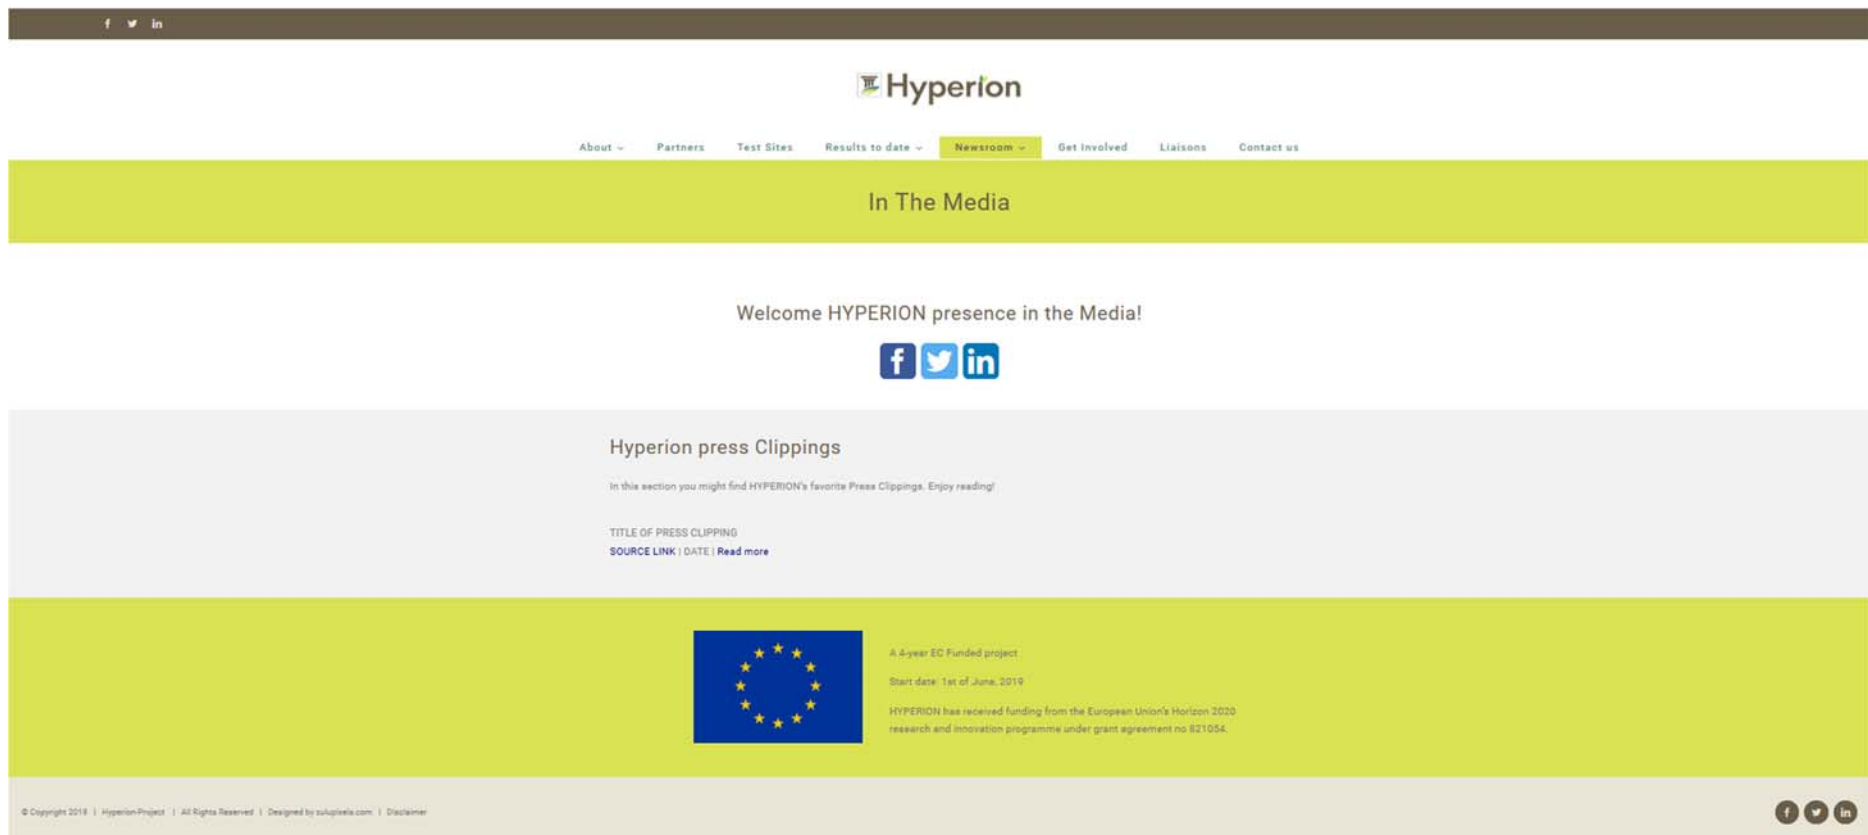 Hyperion
About Partners Test Sites Results to date Newsroom Get Involved Liaisons Contact us
In The Media
Welcome HYPERION presence in the Media!
Hyperion press Clippings
In this section you might find HYPERION's favorite Press Clippings. Enjoy reading!
TITLE OF PRESS CLIPPING
SOURCE LINK | DATE | Read more
A 4-year EC Funded project
Start date: 1st of June, 2019
HYPERION has received funding from the European Union's Horizon 2020
research and innovation programme under grant agreement no 821054.
© Copyright 2019 | Hyperion-Project | All Rights Reserved | Designed by zulupixels.com | Disclaimer